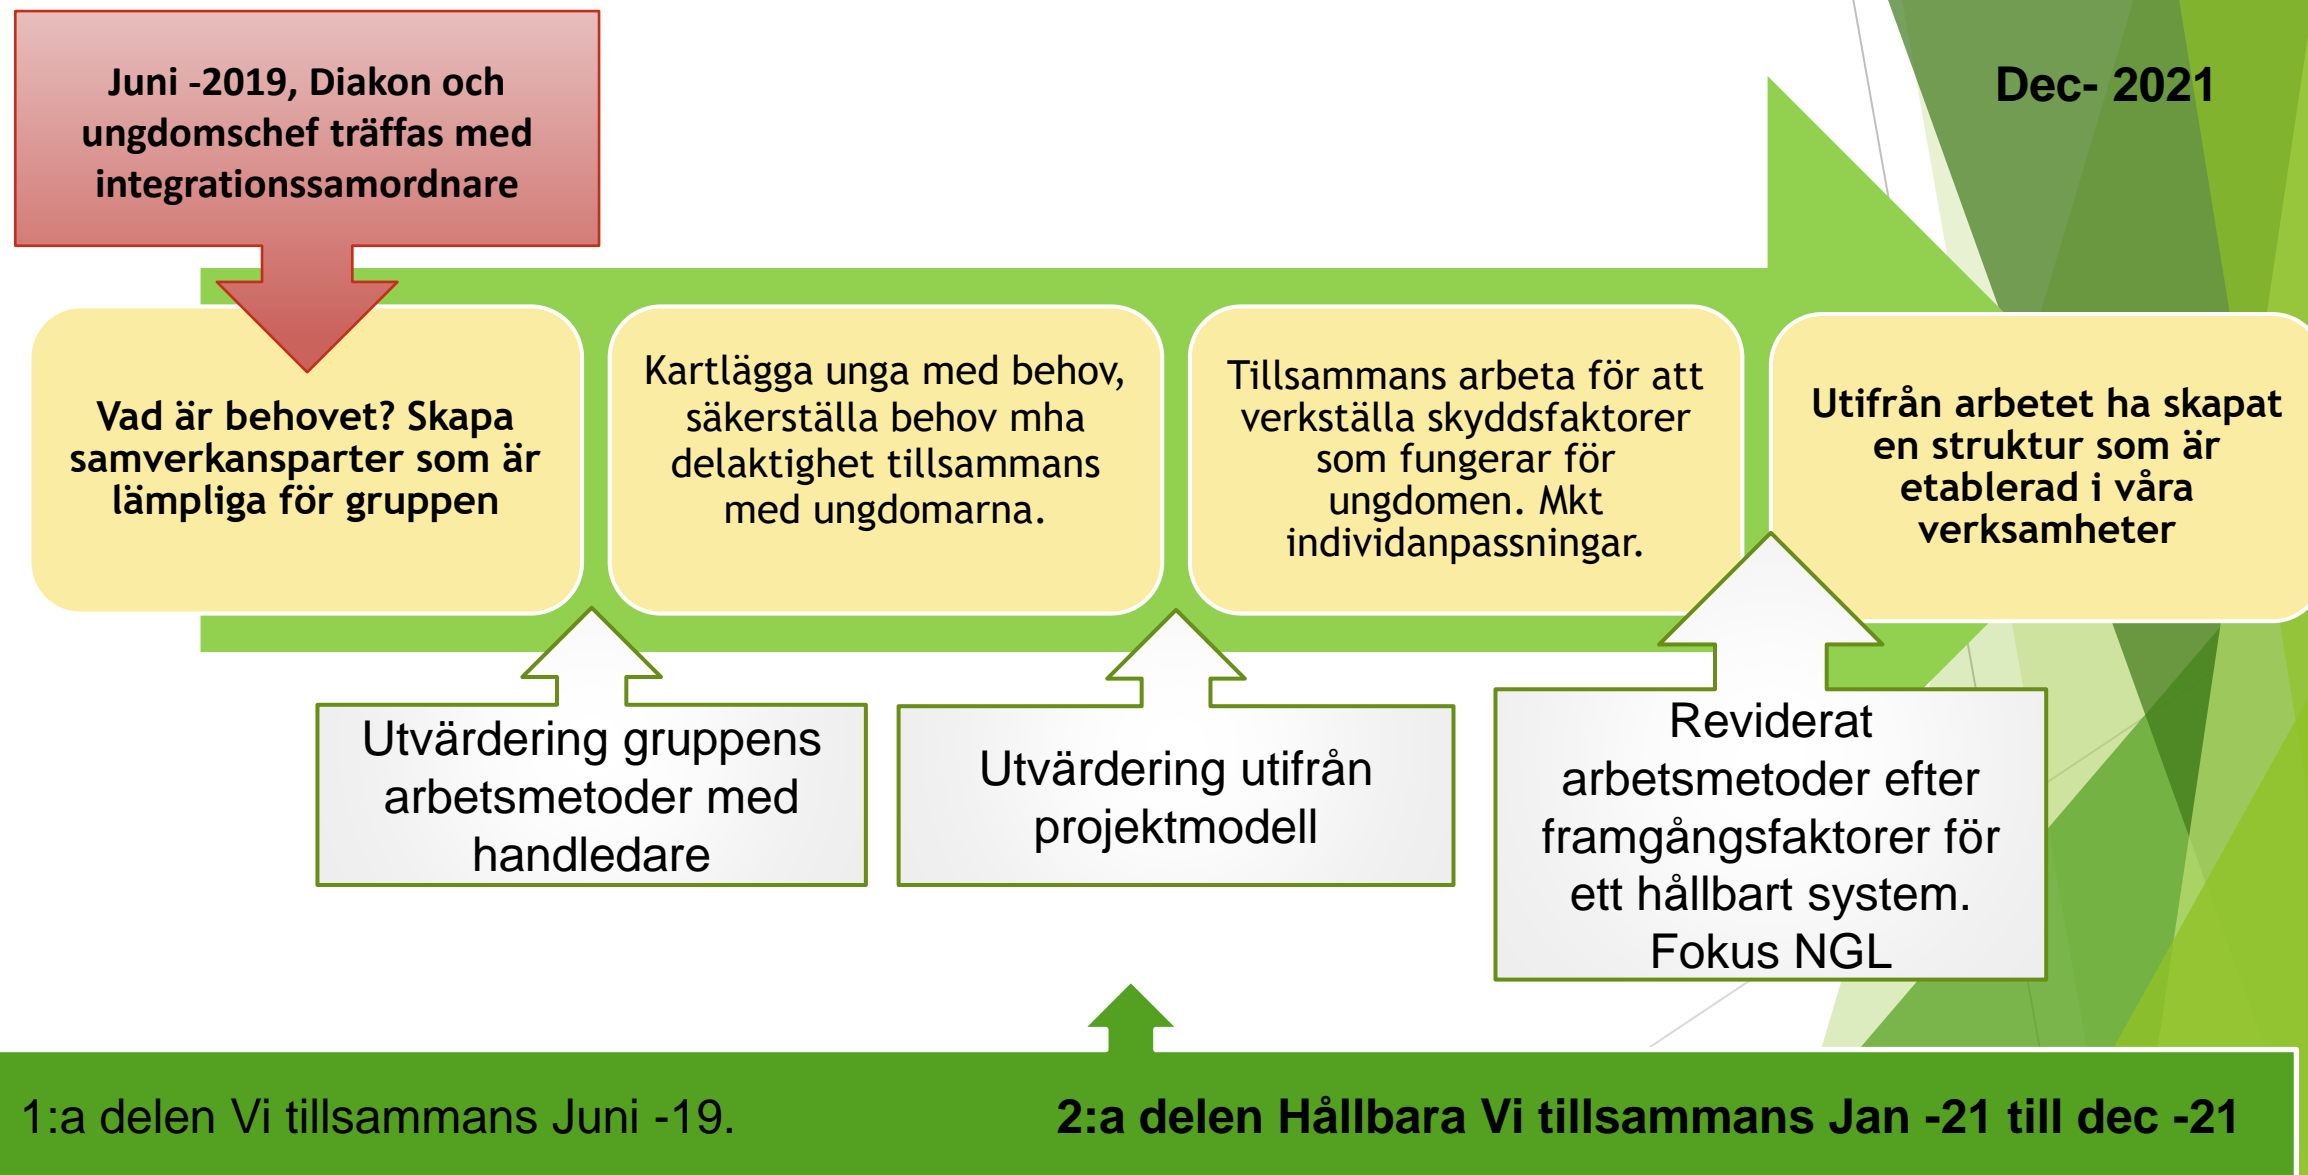 Juni -2019, Diakon och
ungdomschef träffas med
integrationssamordnare
Dec- 2021
Vad är behovet? Skapa
samverkansparter som är
lämpliga för gruppen
Kartlägga unga med behov,
säkerställa behov mha
delaktighet tillsammans
med ungdomarna.
Tillsammans arbeta för att
verkställa skyddsfaktorer
som fungerar för
ungdomen. Mkt
individanpassningar.
Utifrån arbetet ha skapat
en struktur som är
etablerad i våra
verksamheter
Utvärdering gruppens
arbetsmetoder med
handledare
Utvärdering utifrån
projektmodell
Reviderat
arbetsmetoder efter
framgångsfaktorer för
ett hållbart system.
Fokus NGL
1:a delen Vi tillsammans Juni -19.
2:a delen Hållbara Vi tillsammans Jan -21 till dec -21